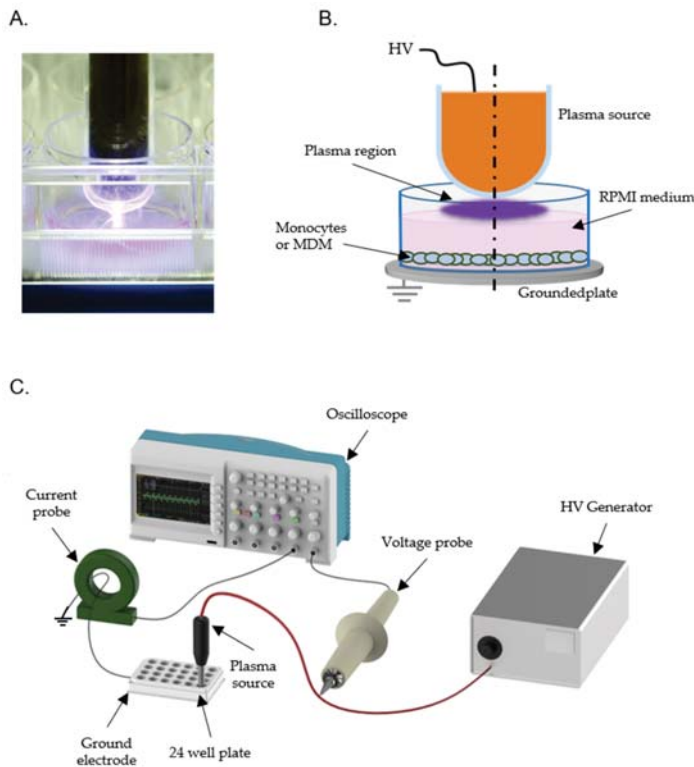 A.
B.
HV
Plasma source
Plasma region
RPMI medium
Monocytes
or MDM
Groundedplate
C.
Oscilloscope
Current
probe
HV Generator
Voltage probe
Plasma
source
Ground
electrode
24 well plate